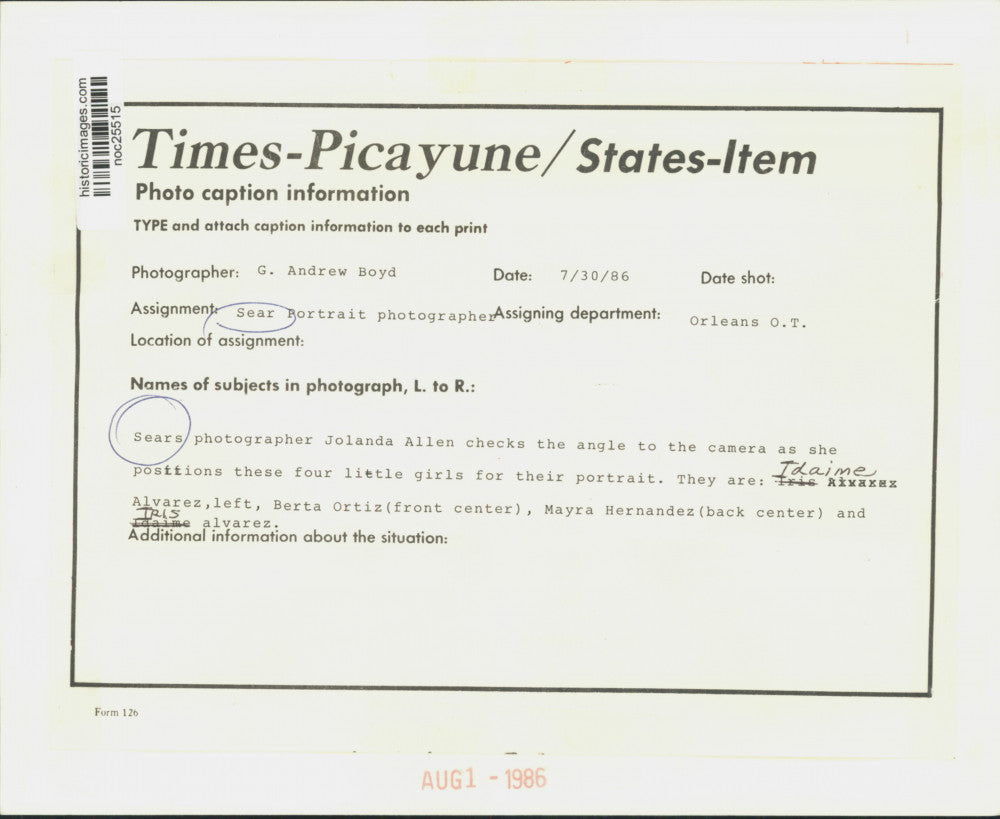 historicimages.com
noc25515
Times-Picayune/States-Item
Photo caption information
TYPE and attach caption information to each print
Photographer: G. Andrew Boyd Date: 7/30/86 Date shot:
Assignment: Sear Portrait photographer Assigning department: Orleans O.T.
Location of assignment:
Names of subjects in photograph, L. to R.:
Sears photographer Jolanda Allen checks the angle to the camera as she
Idaime
positions these four little girls for their portrait. They are: Iris Alvarez
Alvarez,left, Berta Ortiz(front center), Mayra Hernandez(back center) and
IRIS
Idaime alvarez.
Additional information about the situation:
Form 126
AUG1 - 1986